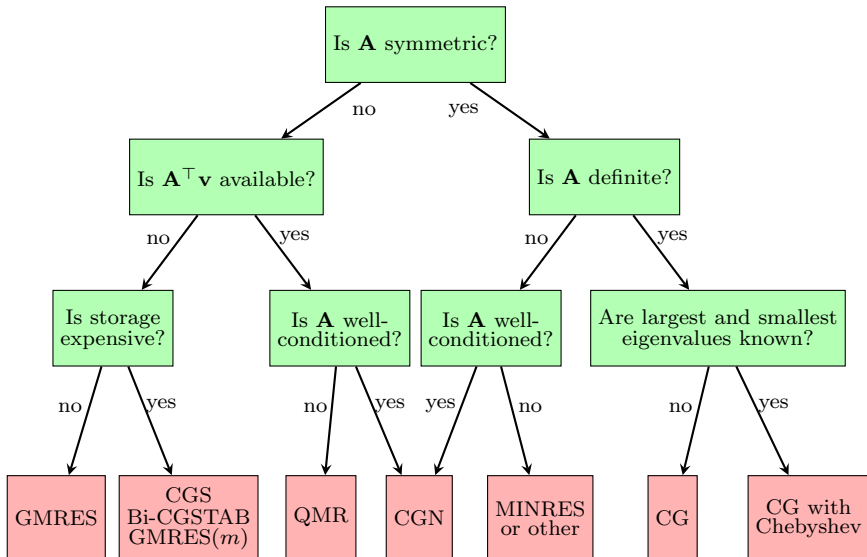 Is A symmetric?
no
yes
Is A⊤v available?
Is A definite?
no
yes
no
yes
Is storage
expensive?
Is A well-
conditioned?
Is A well-
conditioned?
Are largest and smallest
eigenvalues known?
no
yes
no
yes
yes
no
no
yes
GMRES
CGS
Bi-CGSTAB
GMRES(m)
QMR
CGN
MINRES
or other
CG
CG with
Chebyshev